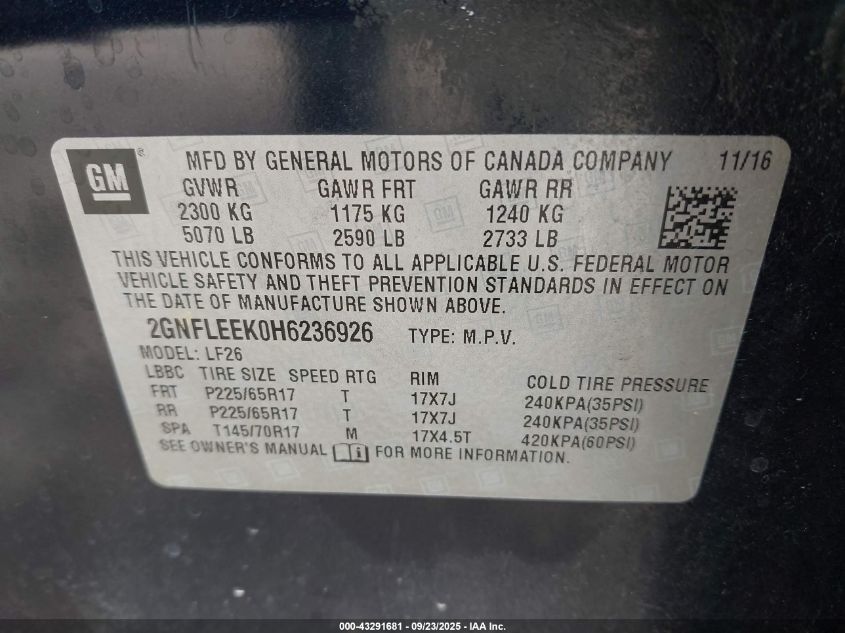 GM ® MFD BY GENERAL MOTORS OF CANADA COMPANY 11/16
GVWR GAWR FRT GAWR RR
2300 KG 1175 KG 1240 KG
5070 LB 2590 LB 2733 LB
THIS VEHICLE CONFORMS TO ALL APPLICABLE U.S. FEDERAL MOTOR
VEHICLE SAFETY AND THEFT PREVENTION STANDARDS IN EFFECT ON
THE DATE OF MANUFACTURE SHOWN ABOVE.
2GNFLEEK0H6236926 TYPE: M.P.V.
MODEL: LF26
LBBC TIRE SIZE SPEED RTG RIM COLD TIRE PRESSURE
FRT P225/65R17 T 17X7J 240KPA(35PSI)
RR P225/65R17 T 17X7J 240KPA(35PSI)
SPA T145/70R17 M 17X4.5T 420KPA(60PSI)
SEE OWNER'S MANUAL FOR MORE INFORMATION.
000-43291681 - 09/23/2025 - IAA Inc.